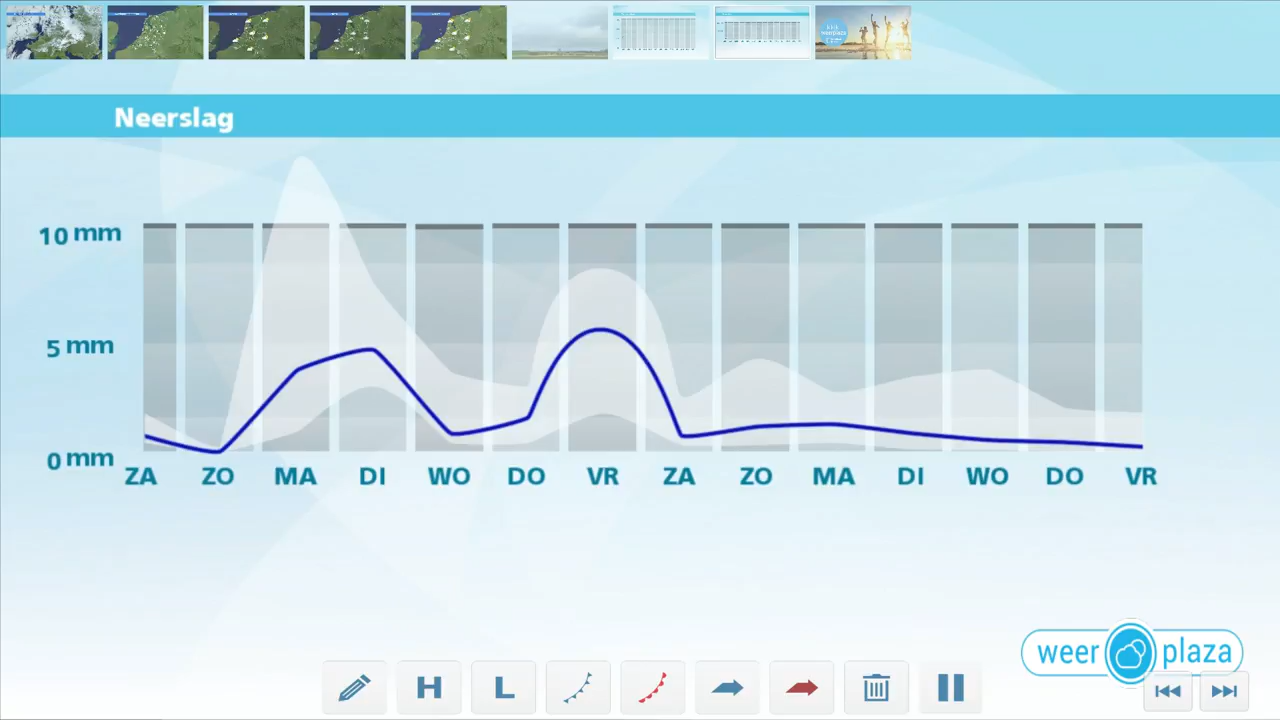 Neerslag
10 mm
5 mm
0 mm
ZA ZO MA DI WO DO VR ZA ZO MA DI WO DO VR
weer plaza
H L